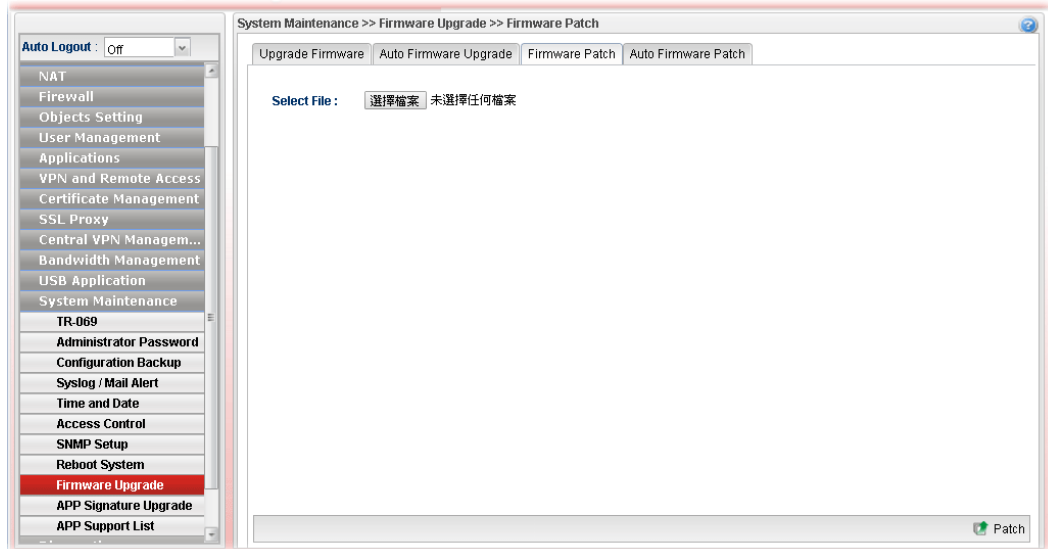 System Maintenance >> Firmware Upgrade >> Firmware Patch
Auto Logout : Off
NAT
Firewall
Objects Setting
User Management
Applications
VPN and Remote Access
Certificate Management
SSL Proxy
Central VPN Managem...
Bandwidth Management
USB Application
System Maintenance
TR-069
Administrator Password
Configuration Backup
Syslog / Mail Alert
Time and Date
Access Control
SNMP Setup
Reboot System
Firmware Upgrade
APP Signature Upgrade
APP Support List
Upgrade Firmware Auto Firmware Upgrade Firmware Patch Auto Firmware Patch
Select File : 選擇檔案 未選擇任何檔案
Patch